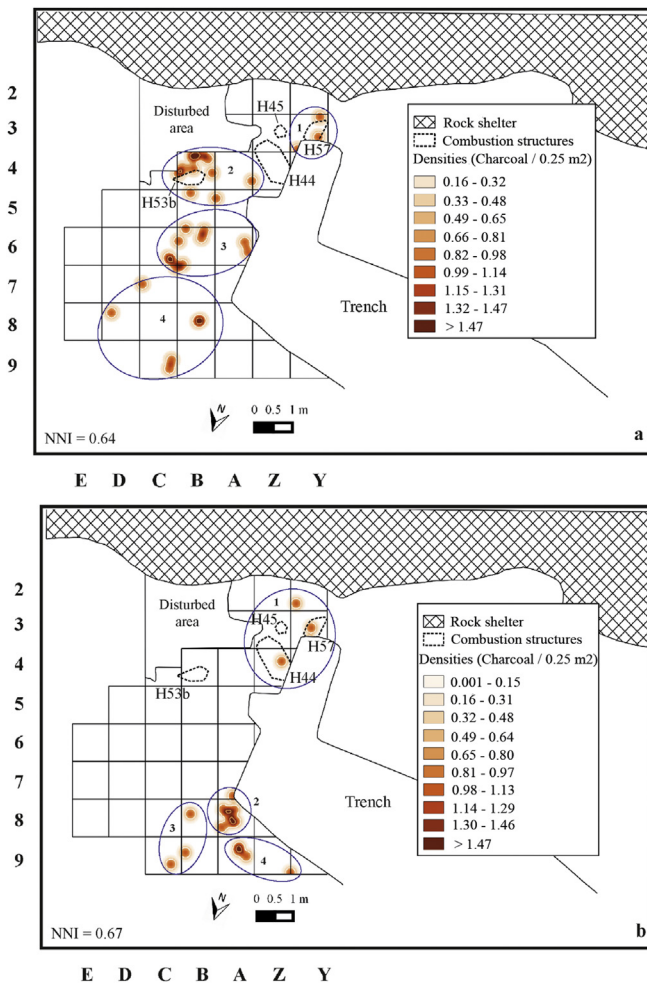 2
3
4
5
6
7
8
9
Disturbed
area
H45
1
H57
H44
2
H53b
3
4
Trench
Rock shelter
Combustion structures
Densities (Charcoal / 0.25 m2)
0.16 - 0.32
0.33 - 0.48
0.49 - 0.65
0.66 - 0.81
0.82 - 0.98
0.99 - 1.14
1.15 - 1.31
1.32 - 1.47
> 1.47
N
0 0.5 1 m
NNI = 0.64
a
E D C B A Z Y
2
3
4
5
6
7
8
9
Disturbed
area
1
H45
H57
H44
H53b
2
3
4
Trench
Rock shelter
Combustion structures
Densities (Charcoal / 0.25 m2)
0.001 - 0.15
0.16 - 0.31
0.32 - 0.48
0.49 - 0.64
0.65 - 0.80
0.81 - 0.97
0.98 - 1.13
1.14 - 1.29
1.30 - 1.46
> 1.47
N
0 0.5 1 m
NNI = 0.67
b
E D C B A Z Y